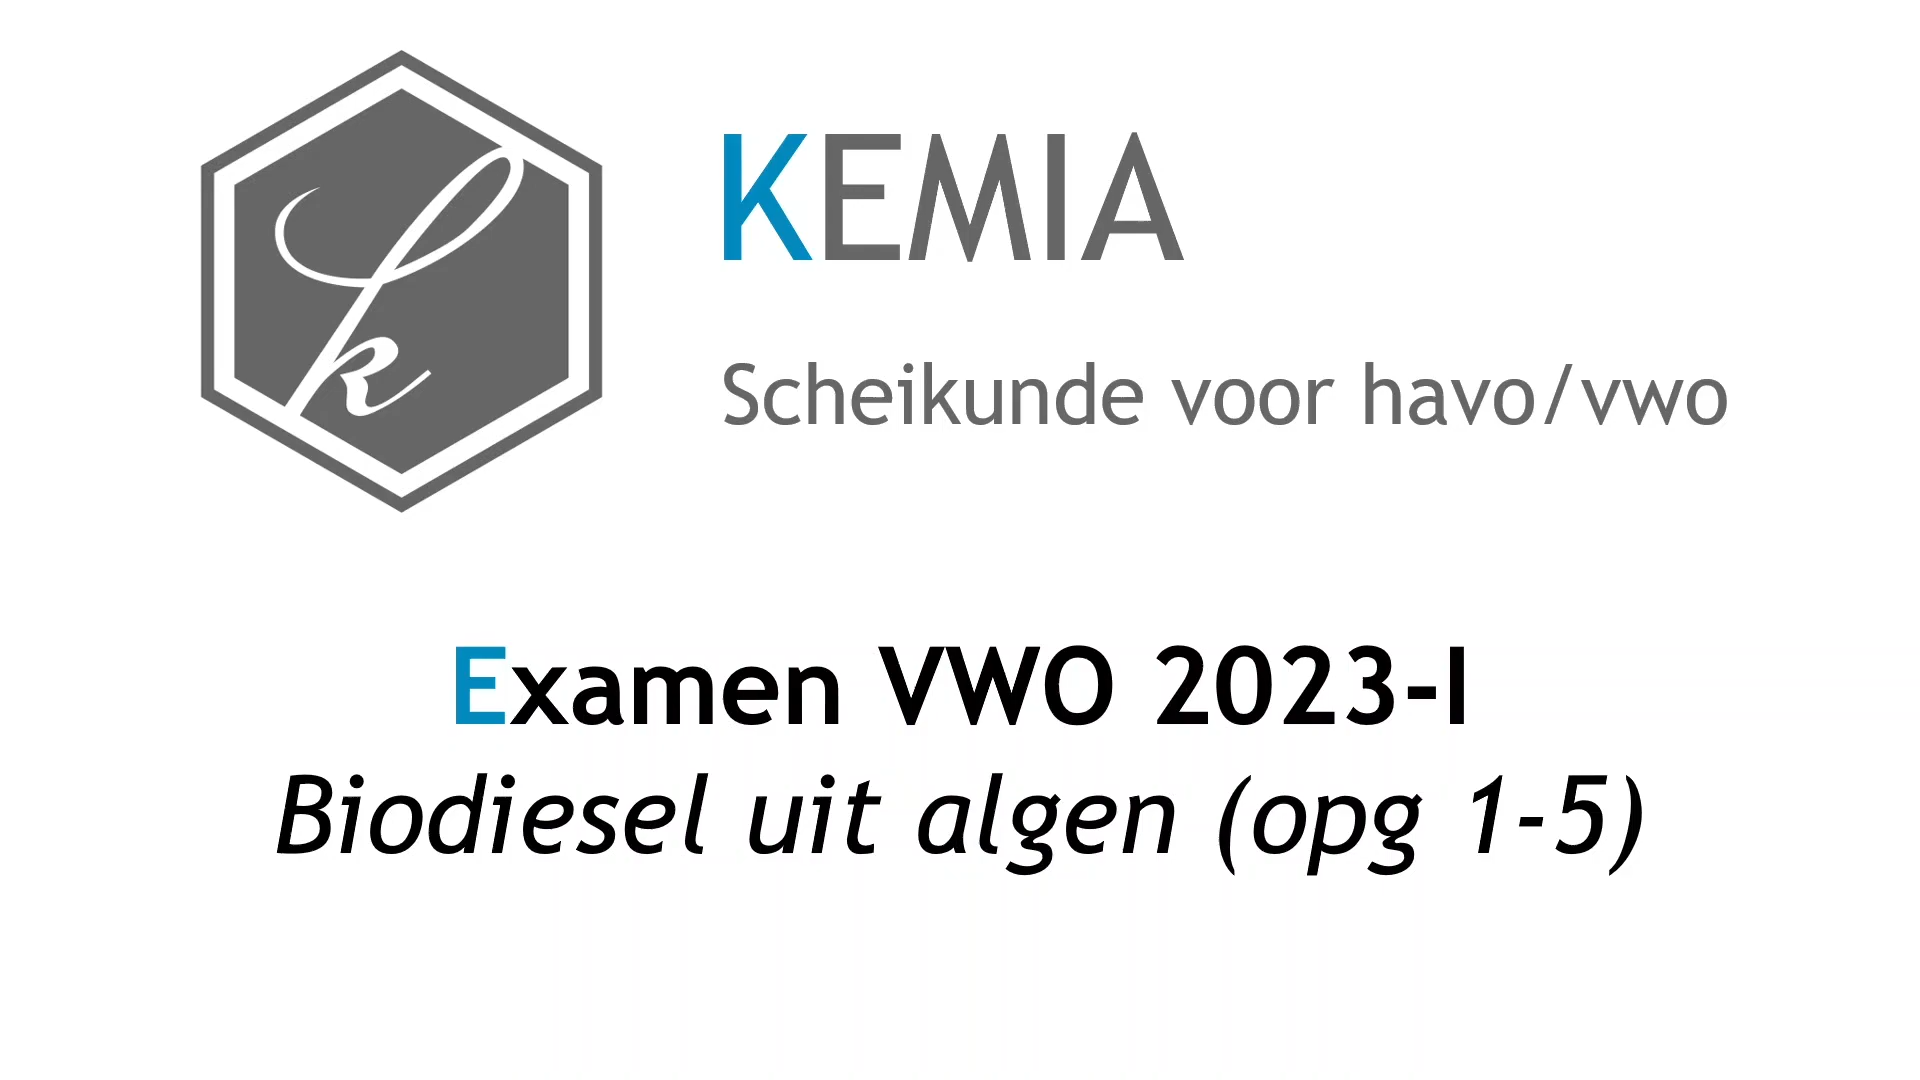 k
KEMIA
Scheikunde voor havo/vwo
Examen VWO 2023-I
Biodiesel uit algen (opg 1-5)